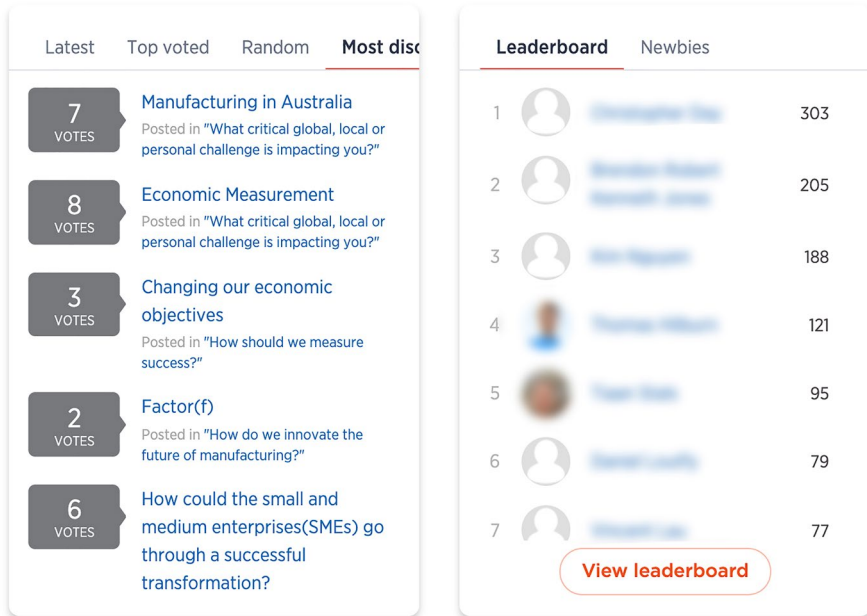 Latest Top voted Random Most disc
7
VOTES
Manufacturing in Australia
Posted in "What critical global, local or
personal challenge is impacting you?"
8
VOTES
Economic Measurement
Posted in "What critical global, local or
personal challenge is impacting you?"
3
VOTES
Changing our economic
objectives
Posted in "How should we measure
success?"
2
VOTES
Factor(f)
Posted in "How do we innovate the
future of manufacturing?"
6
VOTES
How could the small and
medium enterprises(SMEs) go
through a successful
transformation?
Leaderboard Newbies
1 303
2 205
3 188
4 121
5 95
6 79
7 77
View leaderboard